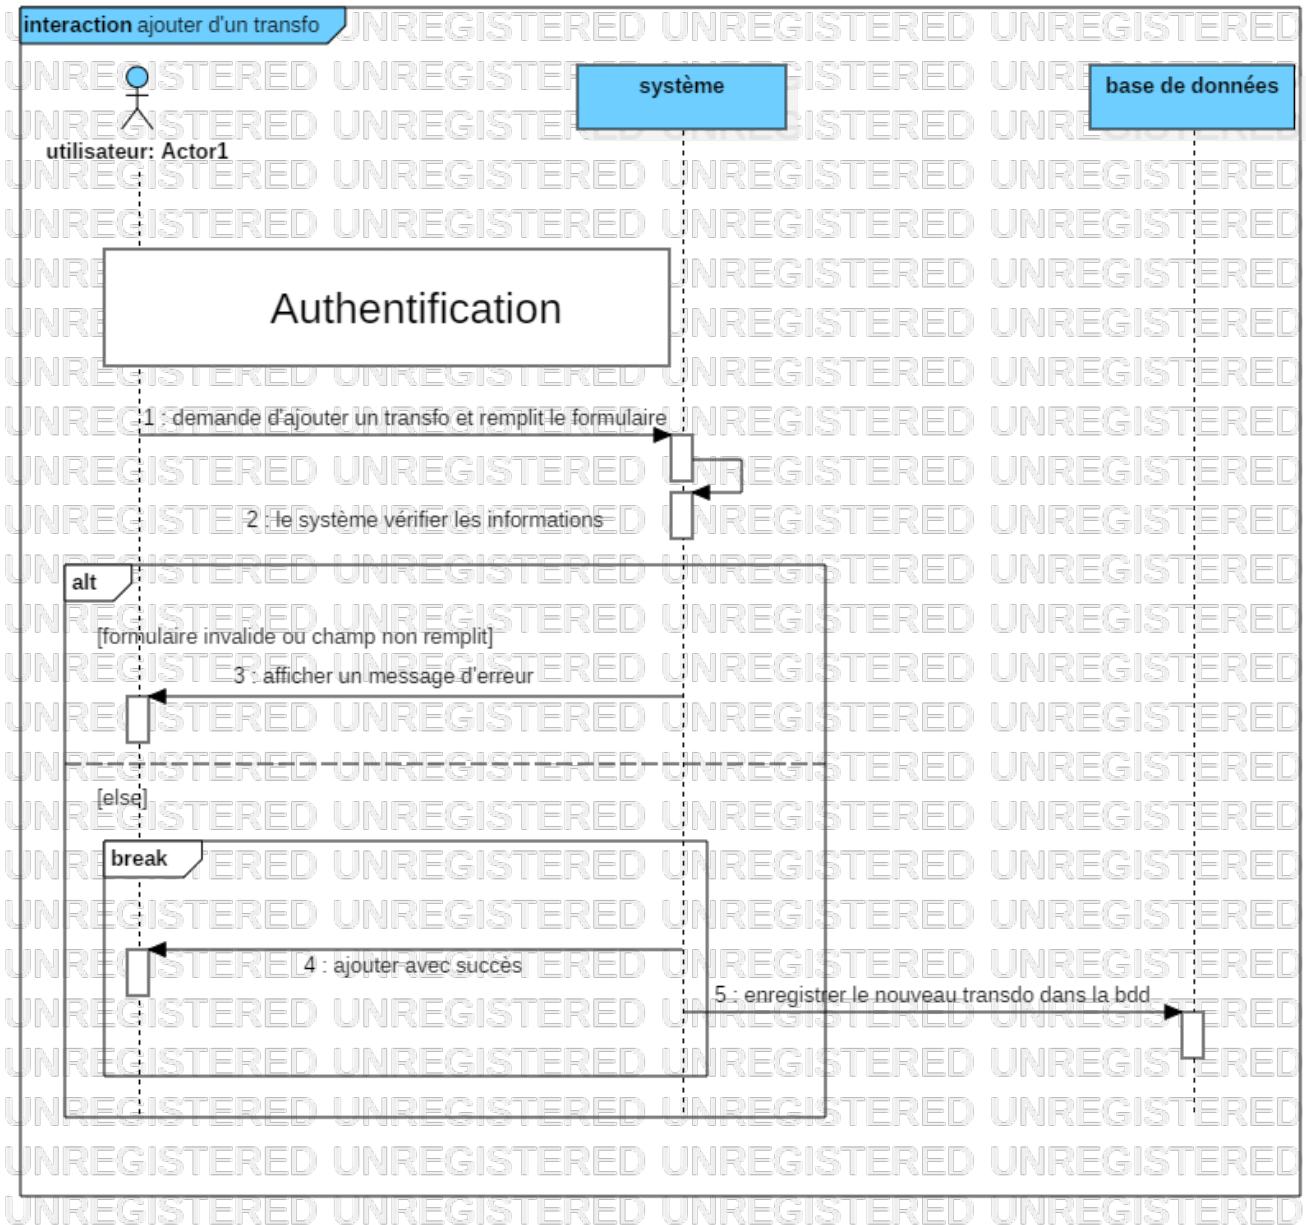 interaction ajouter d'un transfo
système
base de données
utilisateur: Actor1
Authentification
1 : demande d'ajouter un transfo et remplit le formulaire
2 : le système vérifier les informations
alt
[formulaire invalide ou champ non remplit]
3 : afficher un message d'erreur
[else]
break
4 : ajouter avec succès
5 : enregistrer le nouveau transdo dans la bdd
UNREGISTERED